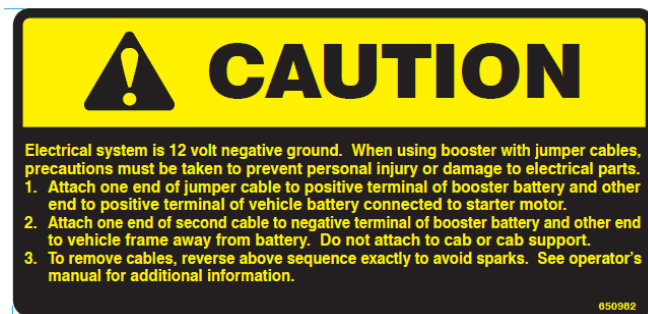 CAUTION
Electrical system is 12 volt negative ground.  When using booster with jumper cables,
precautions must be taken to prevent personal injury or damage to electrical parts.
1.  Attach one end of jumper cable to positive terminal of booster battery and other
end to positive terminal of vehicle battery connected to starter motor.
2.  Attach one end of second cable to negative terminal of booster battery and other end
to vehicle frame away from battery.  Do not attach to cab or cab support.
3.  To remove cables, reverse above sequence exactly to avoid sparks.  See operator's
manual for additional information.
650982